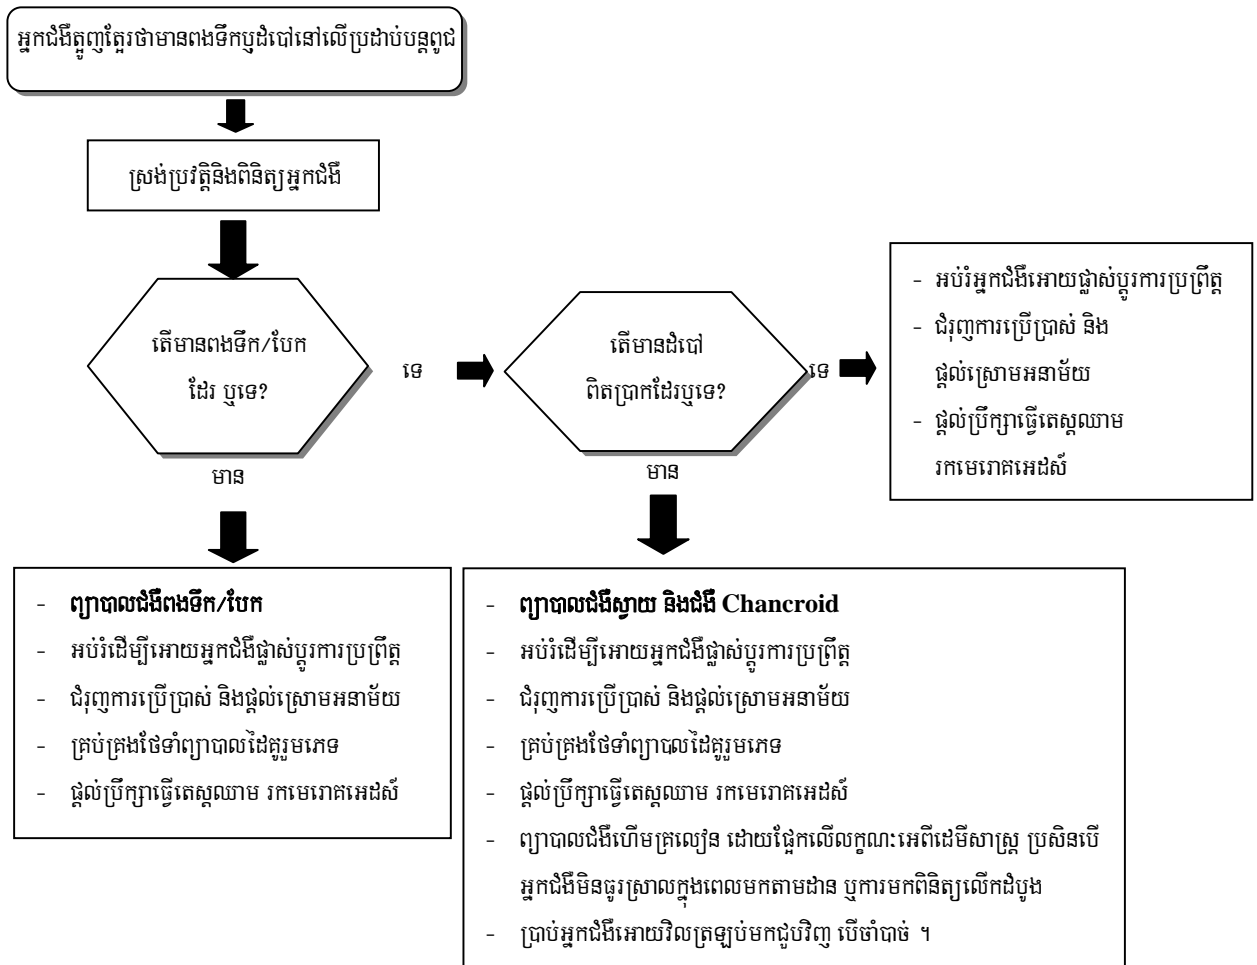 អ្នកជំងឺត្អូញត្អែរថាមានពងទឹកឬដំបៅនៅលើប្រដាប់បន្តពូជ
ស្រង់ប្រវត្តិនិងពិនិត្យអ្នកជំងឺ
តើមានពងទឹក/បែក
ដែរ ឬទេ?
ទេ
មាន
តើមានដំបៅ
ពិតប្រាកដែរឬទេ?
ទេ
មាន
- អប់រំអ្នកជំងឺអោយផ្លាស់ប្តូរការប្រព្រឹត្ត
- ជំរុញការប្រើប្រាស់ និង
ផ្តល់ស្រោមអនាម័យ
- ផ្តល់ប្រឹក្សាធ្វើតេស្តឈាម
រកមេរោគអេដស៍
- ព្យាបាលជំងឺពងទឹក/បែក
- អប់រំដើម្បីអោយអ្នកជំងឺផ្លាស់ប្តូរការប្រព្រឹត្ត
- ជំរុញការប្រើប្រាស់ និងផ្តល់ស្រោមអនាម័យ
- គ្រប់គ្រងថែទាំព្យាបាលដៃគូរួមភេទ
- ផ្តល់ប្រឹក្សាធ្វើតេស្តឈាម រកមេរោគអេដស៍
- ព្យាបាលជំងឺស្វាយ និងជំងឺ Chancroid
- អប់រំដើម្បីអោយអ្នកជំងឺផ្លាស់ប្តូរការប្រព្រឹត្ត
- ជំរុញការប្រើប្រាស់ និងផ្តល់ស្រោមអនាម័យ
- គ្រប់គ្រងថែទាំព្យាបាលដៃគូរួមភេទ
- ផ្តល់ប្រឹក្សាធ្វើតេស្តឈាម រកមេរោគអេដស៍
- ព្យាបាលជំងឺហើមក្រលៀន ដោយផ្អែកលើលក្ខណៈអេពីដេមីសាស្ត្រ ប្រសិនបើ
អ្នកជំងឺមិនធូរស្រាលក្នុងពេលមកតាមដាន ឬការមកពិនិត្យលើកដំបូង
- ប្រាប់អ្នកជំងឺអោយវិលត្រឡប់មកជួបវិញ បើចាំបាច់ ។